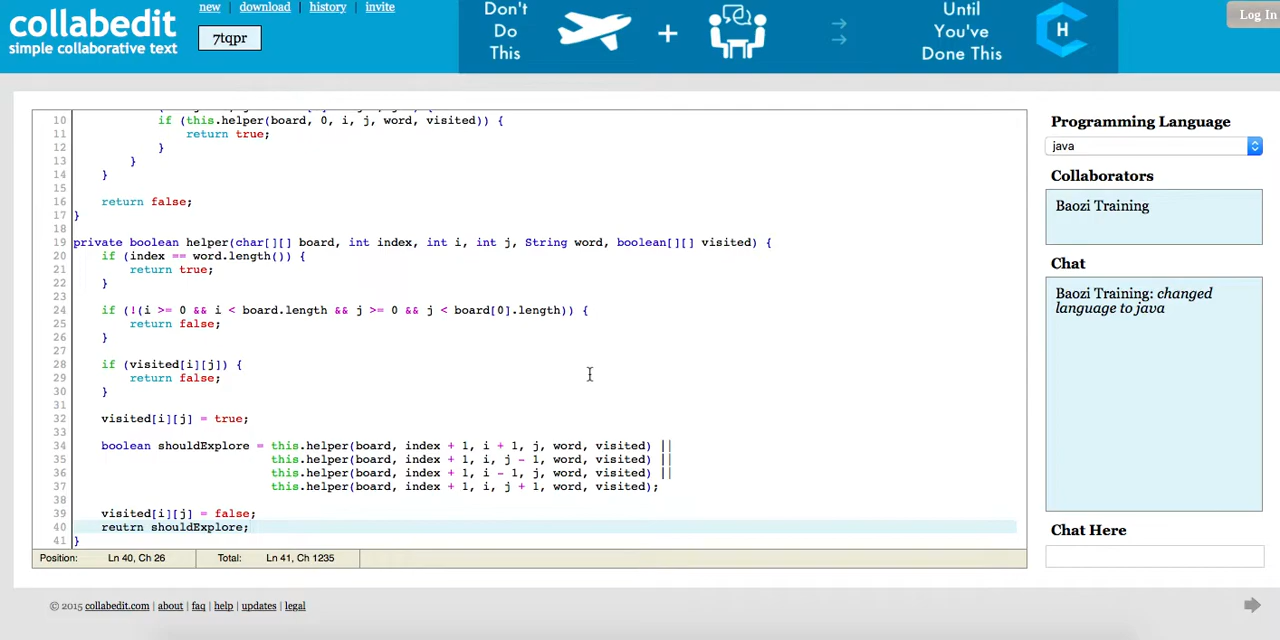 collabedit
simple collaborative text
new | download | history | invite
7tqpr
Don't
Do
This
+
Until
You've
Done This
H
Log In
10 if (this.helper(board, 0, i, j, word, visited)) {
11 return true;
12 }
13 }
14 }
15
16 return false;
17 }
18
19 private boolean helper(char[][] board, int index, int i, int j, String word, boolean[][] visited) {
20 if (index == word.length()) {
21 return true;
22 }
23
24 if (!(i >= 0 && i < board.length && j >= 0 && j < board[0].length)) {
25 return false;
26 }
27
28 if (visited[i][j]) {
29 return false;
30 }
31
32 visited[i][j] = true;
33
34 boolean shouldExplore = this.helper(board, index + 1, i + 1, j, word, visited) ||
35 this.helper(board, index + 1, i, j - 1, word, visited) ||
36 this.helper(board, index + 1, i - 1, j, word, visited) ||
37 this.helper(board, index + 1, i, j + 1, word, visited);
38
39 visited[i][j] = false;
40 reutrn shouldExplore;
41 }
Position: Ln 40, Ch 26 Total: Ln 41, Ch 1235
Programming Language
java
Collaborators
Baozi Training
Chat
Baozi Training: changed
language to java
Chat Here
© 2015 collabedit.com | about | faq | help | updates | legal